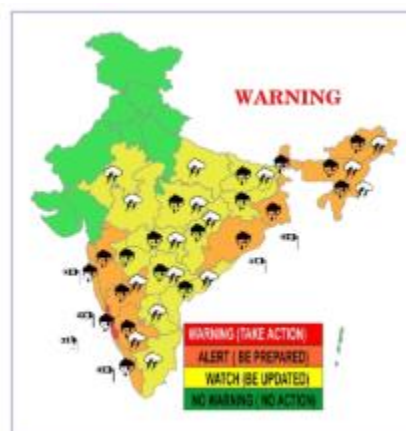 WARNING
WARNING (TAKE ACTION)
ALERT ( BE PREPARED)
WATCH (BE UPDATED)
NO WARNING ( NO ACTION)